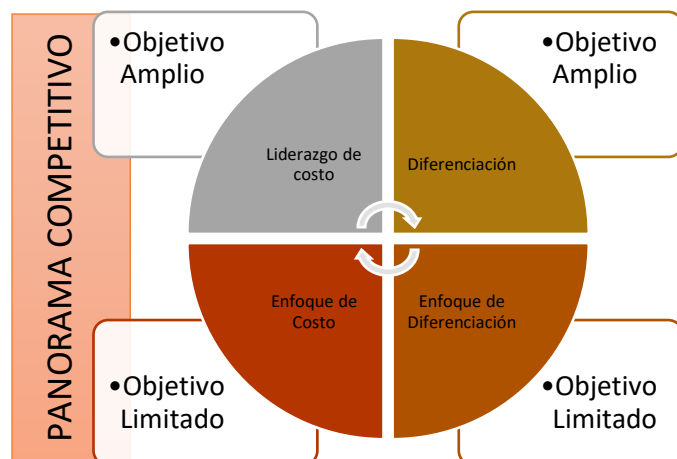 PANORAMA COMPETITIVO
•Objetivo
Amplio
•Objetivo
Amplio
Liderazgo de
costo
Diferenciación
Enfoque de
Costo
Enfoque de
Diferenciación
•Objetivo
Limitado
•Objetivo
Limitado